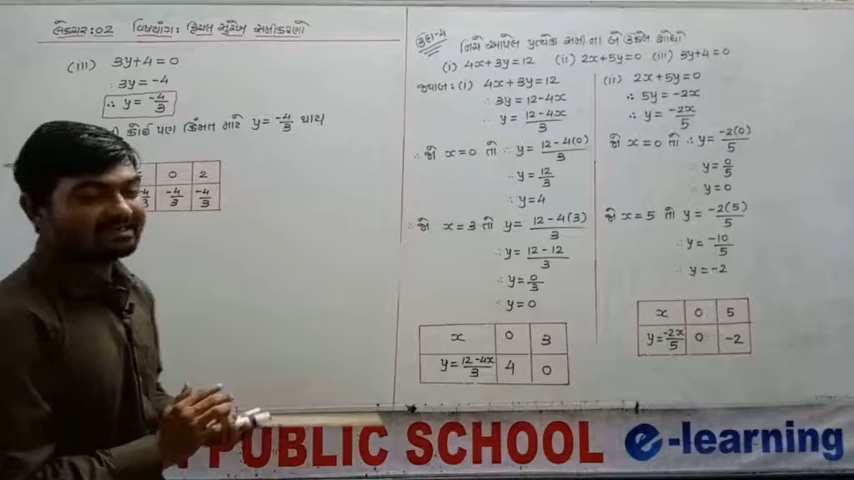 લેક્ચર:02 વિષયાંગ: દ્વિચલ સુરેખ સમીકરણો
(iii) 3y+4=0
∴ 3y = -4
∴ y = -4/3
કોઈ પણ કિંમત માટે y = -4/3 થાય
0 2
-4/3 -4/3 -4/3
દાખલો-4 નીચે આપેલ પ્રત્યેક સમી.ના બે ઉકેલ શોધો
(i) 4x+3y=12 (ii) 2x+5y=0 (iii) 3y+4=0
જવાબ: (i) 4x+3y=12
∴ 3y = 12-4x
∴ y = 12-4x/3
∴ જો x=0 તો ∴ y = 12-4(0)/3
∴ y = 12/3
∴ y=4
∴ જો x=3 તો y = 12-4(3)/3
∴ y = 12-12/3
∴ y = 0/3
∴ y=0
x 0 3
y = 12-4x/3 4 0
(ii) 2x+5y=0
∴ 5y = -2x
∴ y = -2x/5
જો x=0 તો ∴ y = -2(0)/5
y = 0/5
∴ y=0
જો x=5 તો y = -2(5)/5
∴ y = -10/5
∴ y = -2
x 0 5
y = -2x/5 0 -2
PUBLIC SCHOOL e-learning